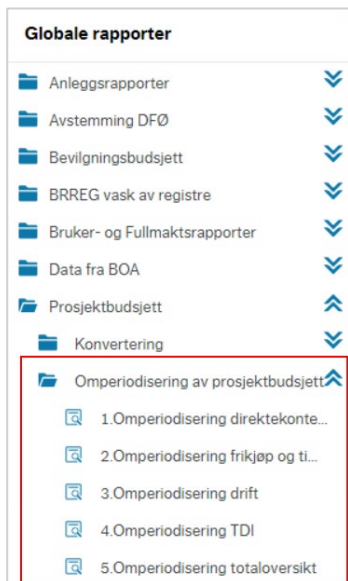 Globale rapporter
Anleggsrapporter
Avstemming DFØ
Bevilgningsbudsjett
BRREG vask av registre
Bruker- og Fullmaktsrapporter
Data fra BOA
Prosjektbudsjett
Konvertering
Omperiodisering av prosjektbudsjett
1.Omperiodisering direktekonte...
2.Omperiodisering frikjøp og ti...
3.Omperiodisering drift
4.Omperiodisering TDI
5.Omperiodisering totaloversikt